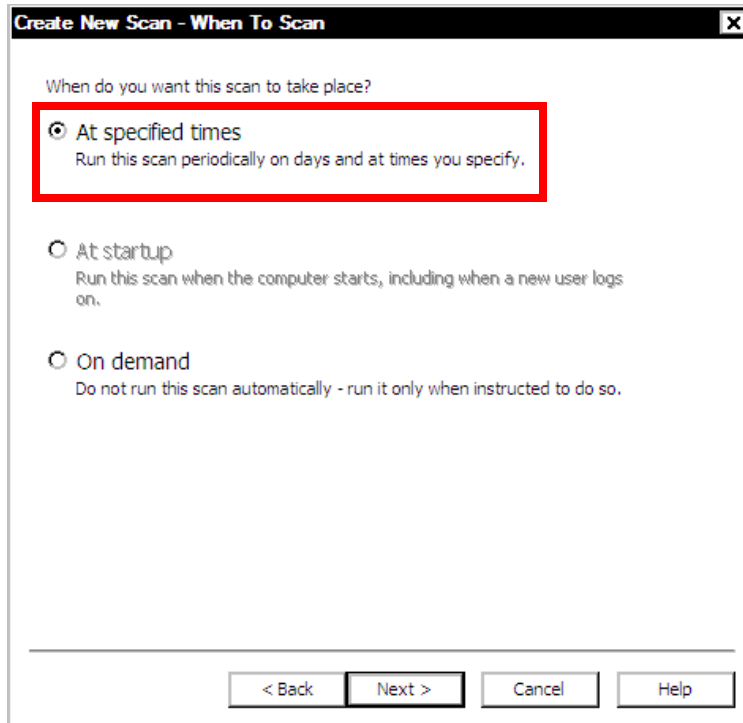 Create New Scan - When To Scan
When do you want this scan to take place?
At specified times
Run this scan periodically on days and at times you specify.
At startup
Run this scan when the computer starts, including when a new user logs
on.
On demand
Do not run this scan automatically - run it only when instructed to do so.
< Back Next > Cancel Help